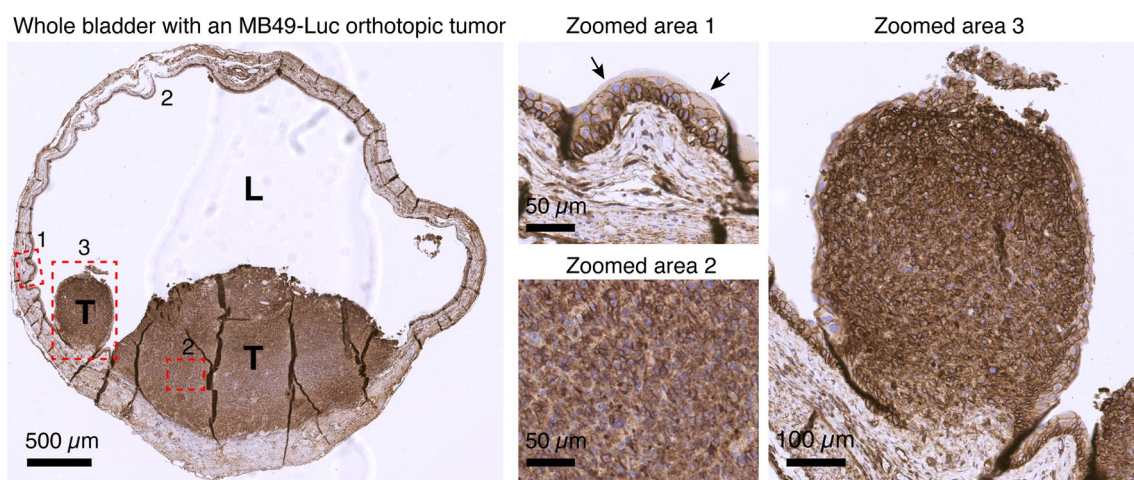 Whole bladder with an MB49-Luc orthotopic tumor
2
L
1
3
T
2
T
500 µm
Zoomed area 1
50 µm
Zoomed area 2
50 µm
Zoomed area 3
100 µm